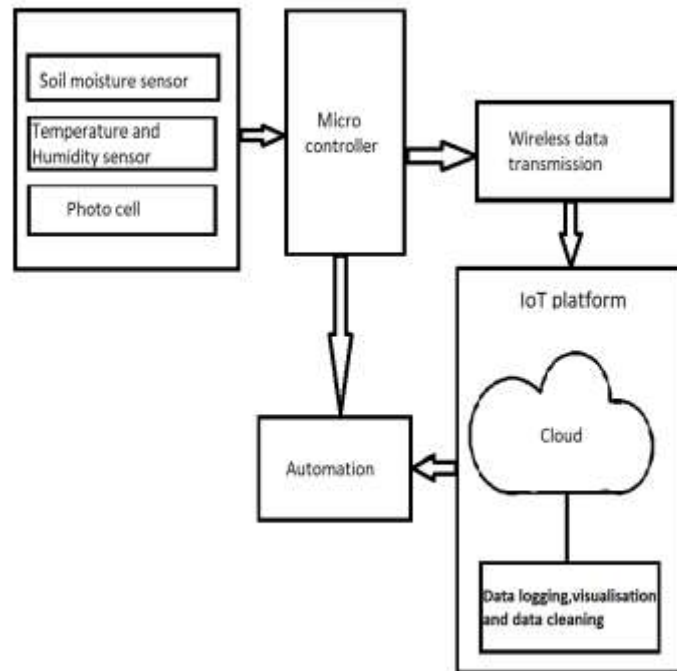 Soil moisture sensor
Temperature and
Humidity sensor
Photo cell
Micro
controller
Wireless data
transmission
IoT platform
Cloud
Automation
Data logging,visualisation
and data cleaning